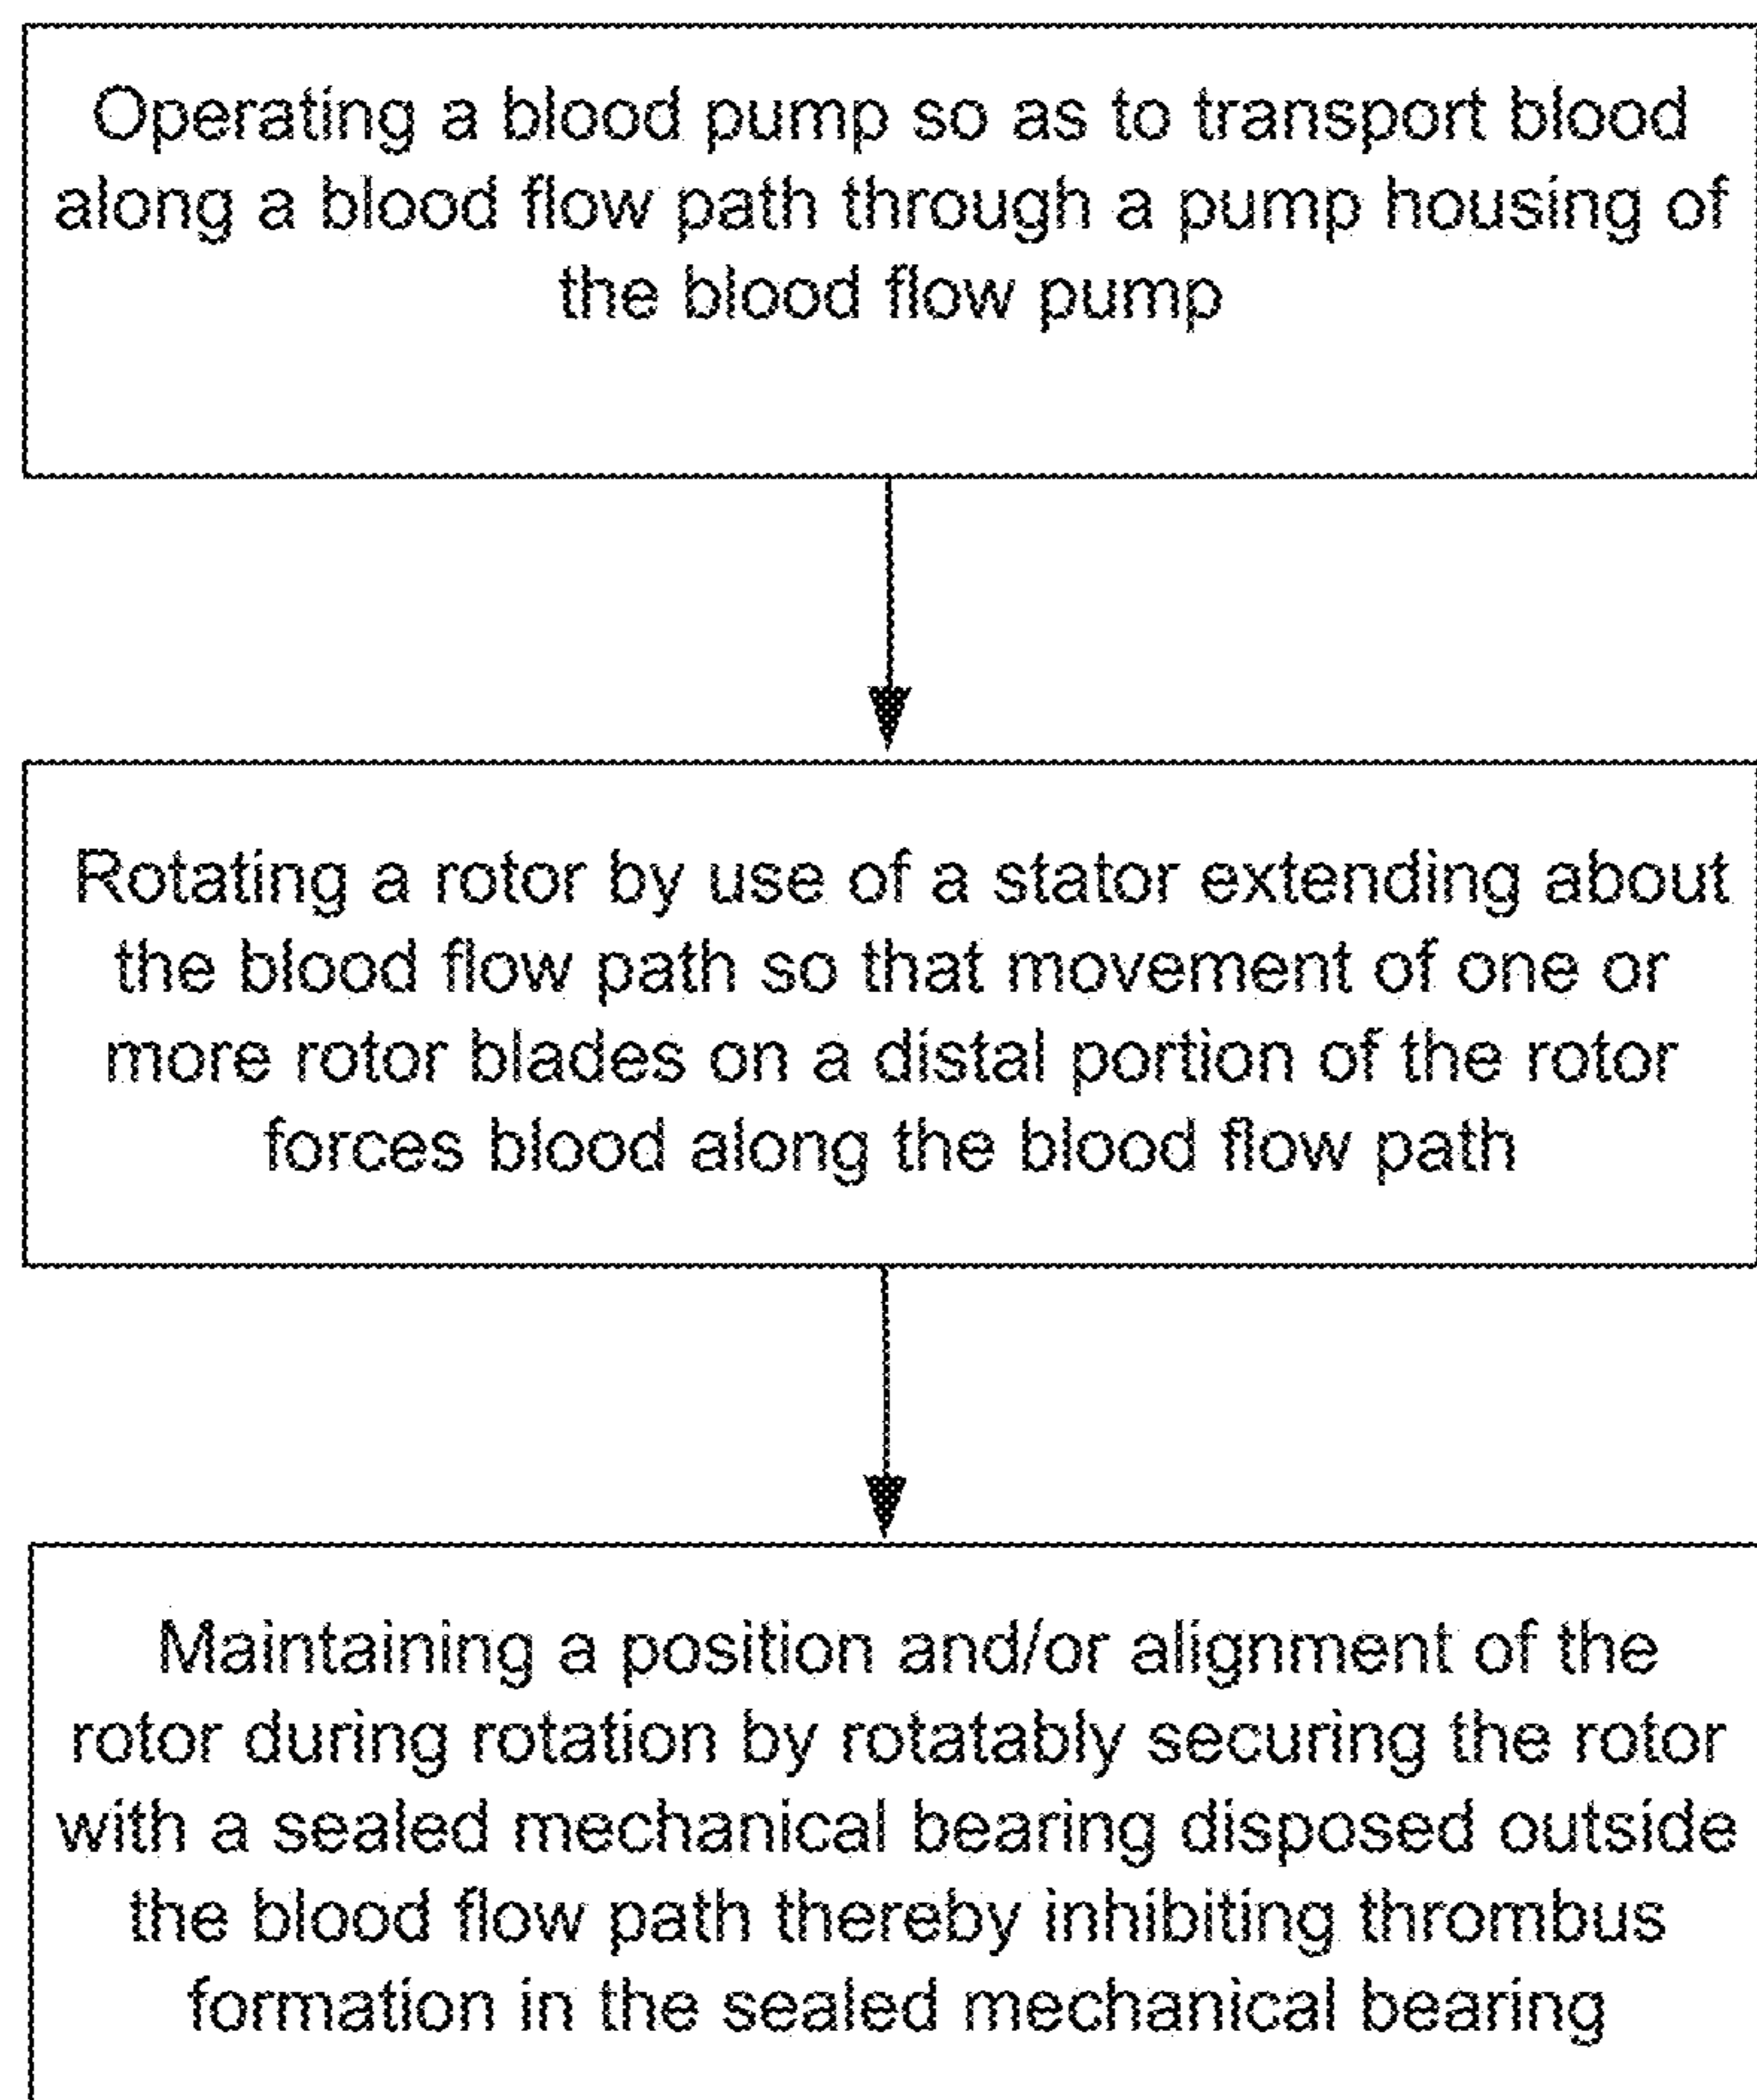 Operating a blood pump so as to transport blood
along a blood flow path through a pump housing of
the blood flow pump
Rotating a rotor by use of a stator extending about
the blood flow path so that movement of one or
more rotor blades on a distal portion of the rotor
forces blood along the blood flow path
Maintaining a position and/or alignment of the
rotor during rotation by rotatably securing the rotor
with a sealed mechanical bearing disposed outside
the blood flow path thereby inhibiting thrombus
formation in the sealed mechanical bearing